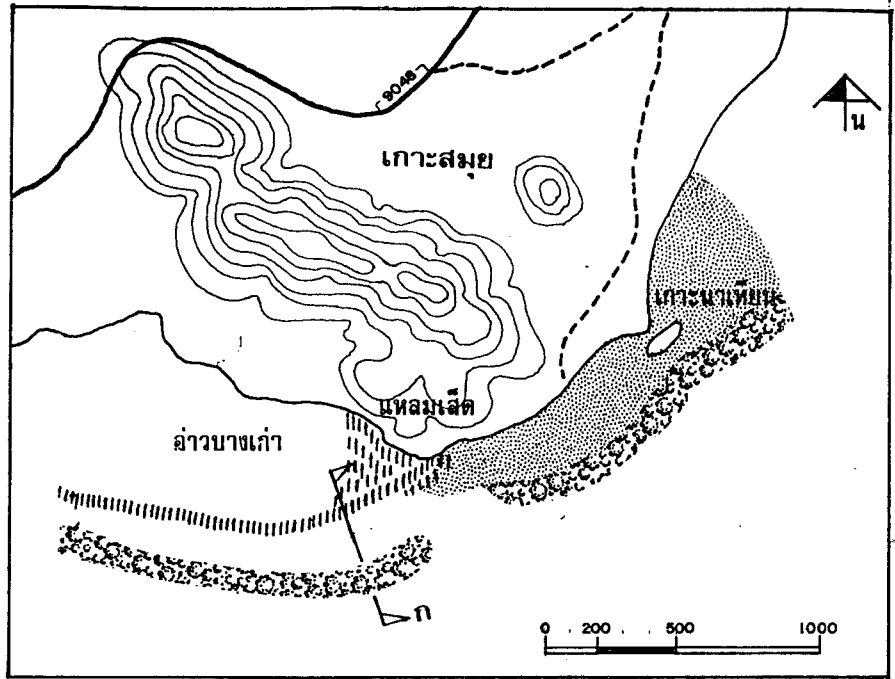 9048
น
เกาะสมุย
เกาะนาเทียน
แหลมเส็ด
อ่าวบางเก่า
ก
0 200 500 1000